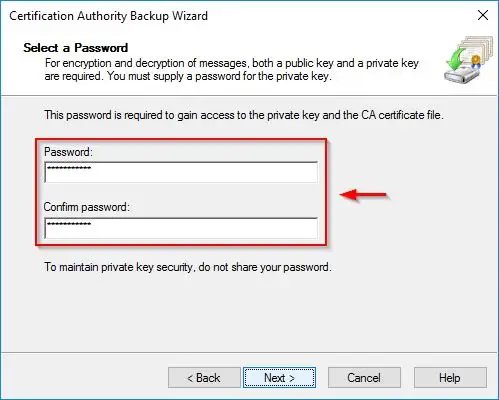 Certification Authority Backup Wizard
Select a Password
For encryption and decryption of messages, both a public key and a private key
are required. You must supply a password for the private key.
This password is required to gain access to the private key and the CA certificate file.
Password:
***********
Confirm password:
***********
To maintain private key security, do not share your password.
< Back
Next >
Cancel
Help